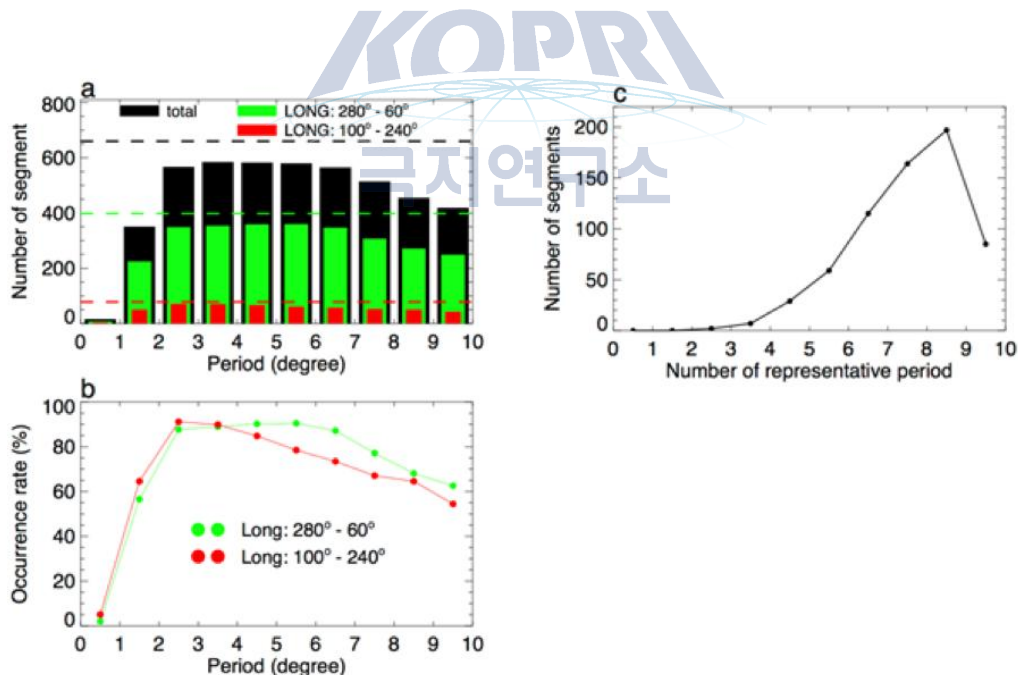 KOPRI
극지연구소
a
800
600
400
200
0
total
LONG: 280° - 60°
LONG: 100° - 240°
Number of segment
0 1 2 3 4 5 6 7 8 9 10
Period (degree)
b
100
80
60
40
20
0
Occurrence rate (%)
Long: 280° - 60°
Long: 100° - 240°
0 1 2 3 4 5 6 7 8 9 10
Period (degree)
c
200
150
100
50
0
Number of segments
0 1 2 3 4 5 6 7 8 9 10
Number of representative period